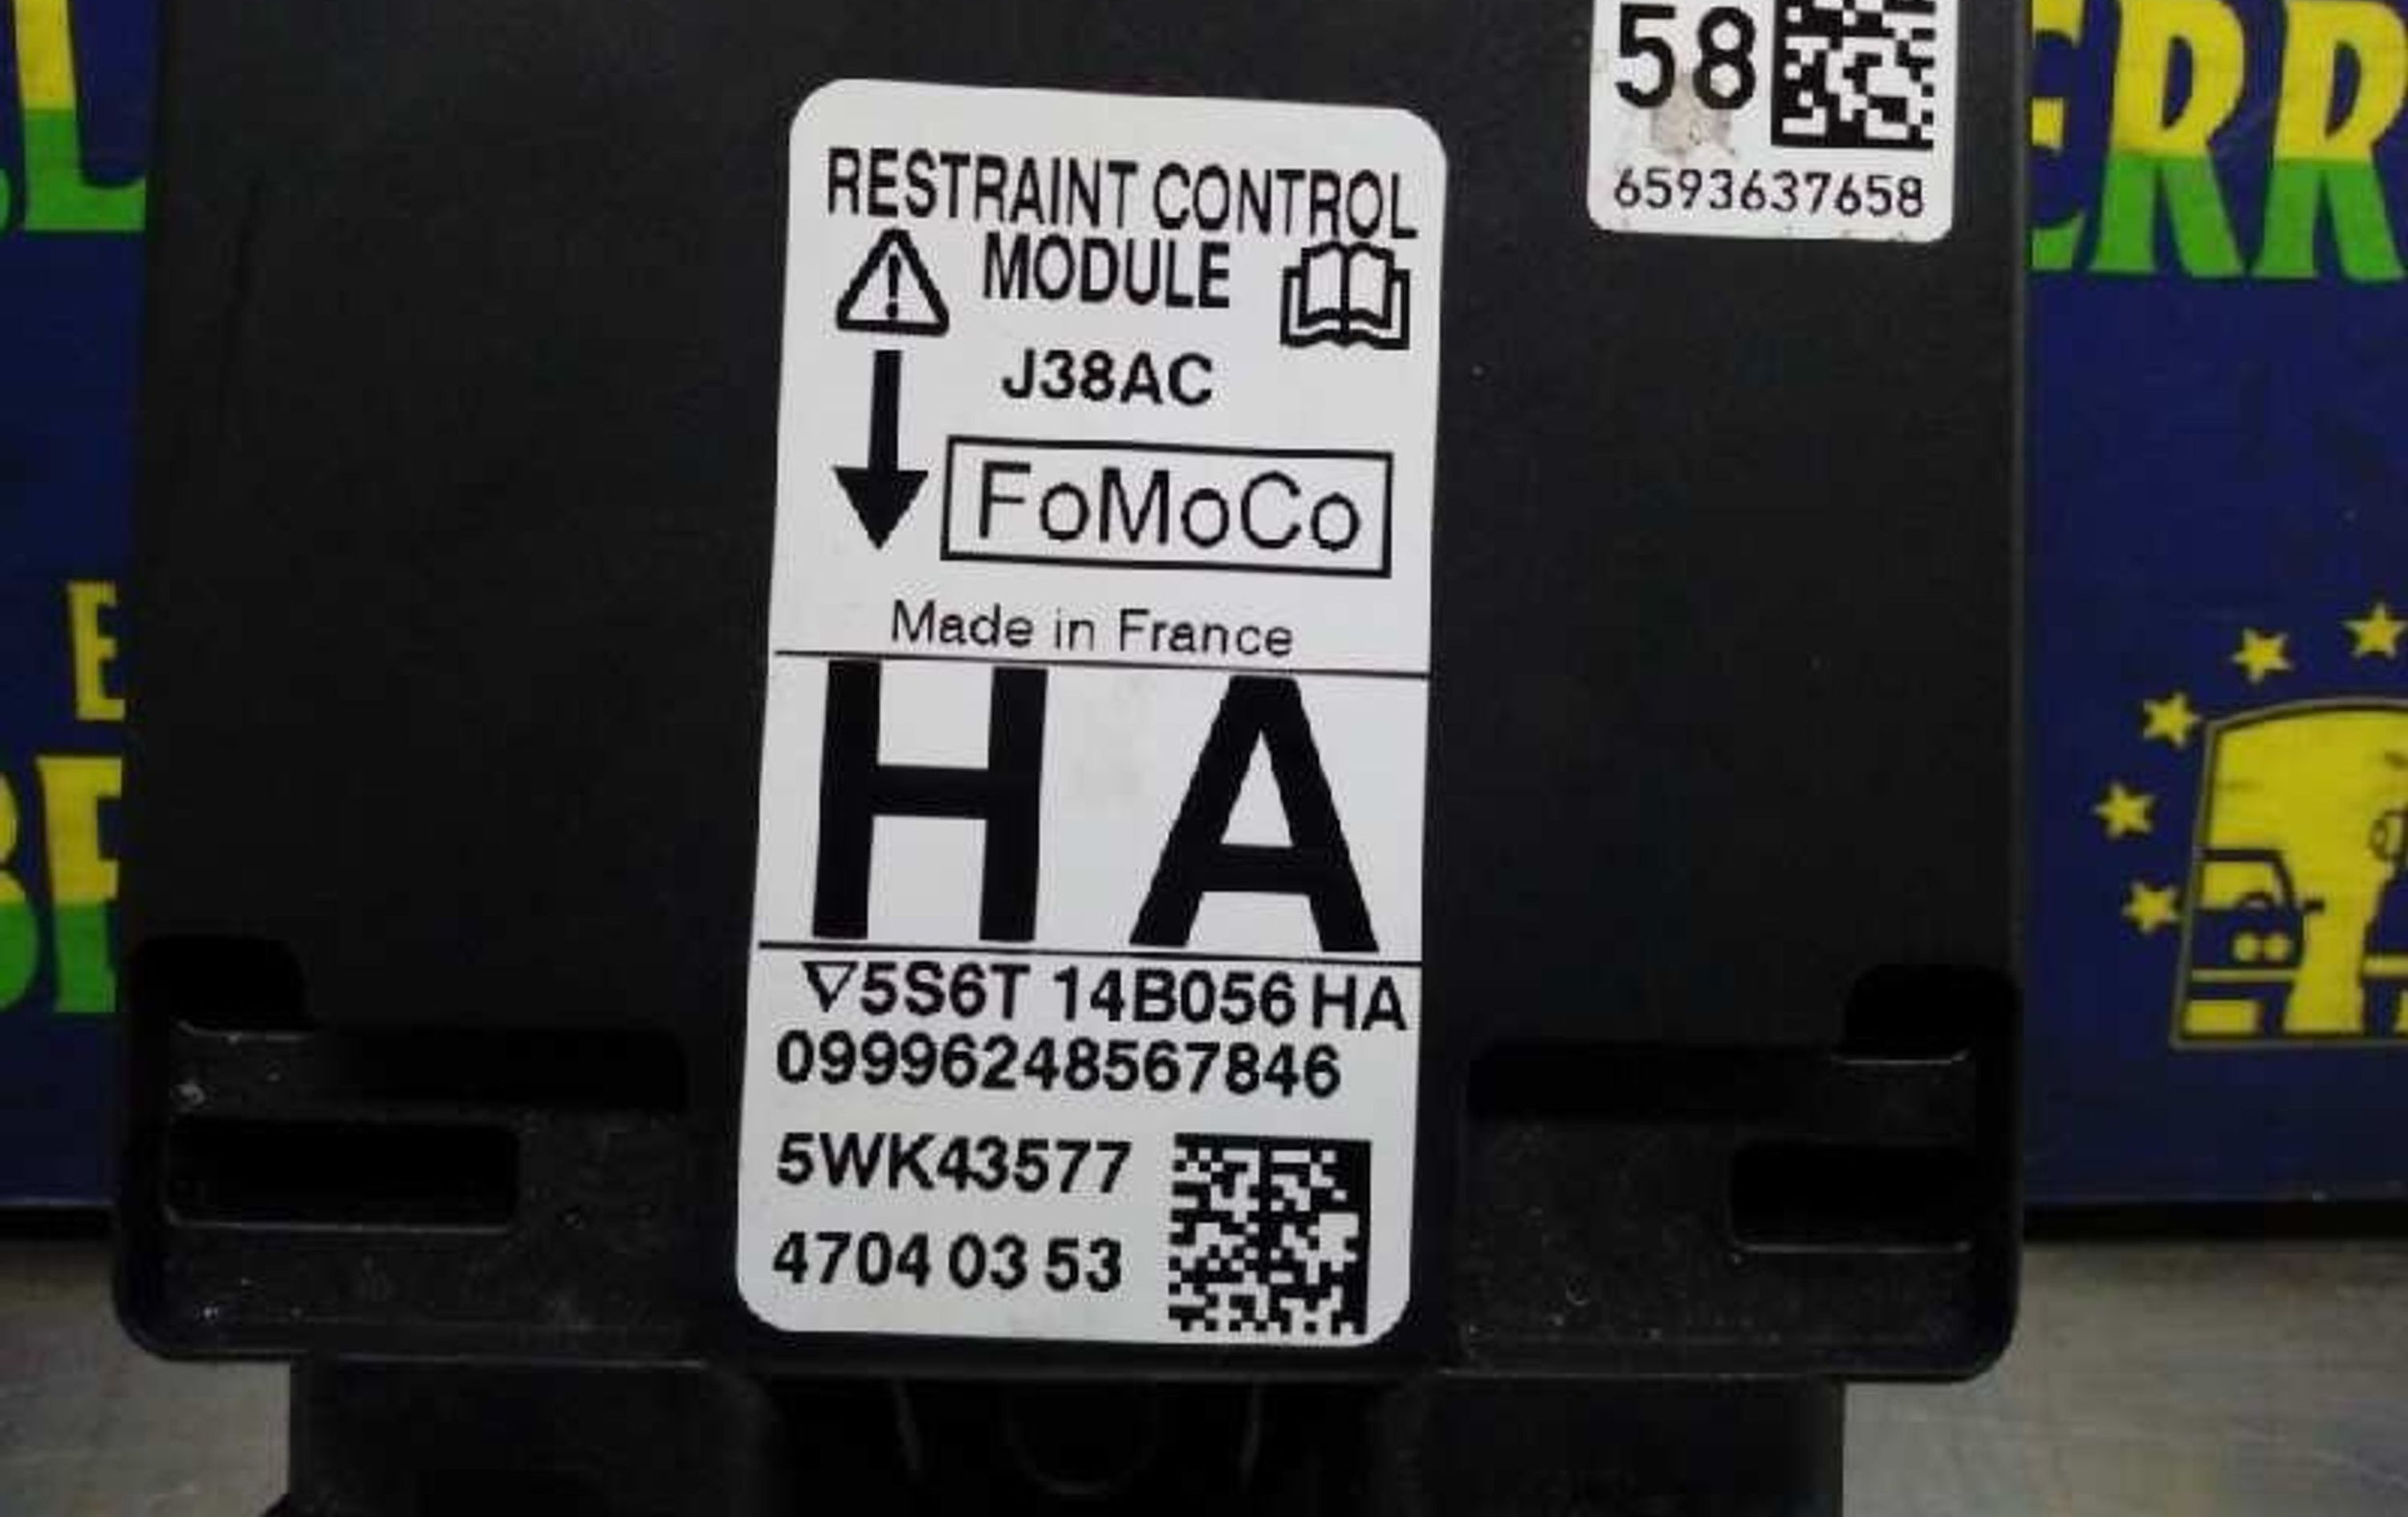 58
6593637658
RESTRAINT CONTROL
MODULE
J38AC
FoMoCo
Made in France
HA
5S6T 14B056 HA
09996248567846
5WK43577
4704 03 53
ERR